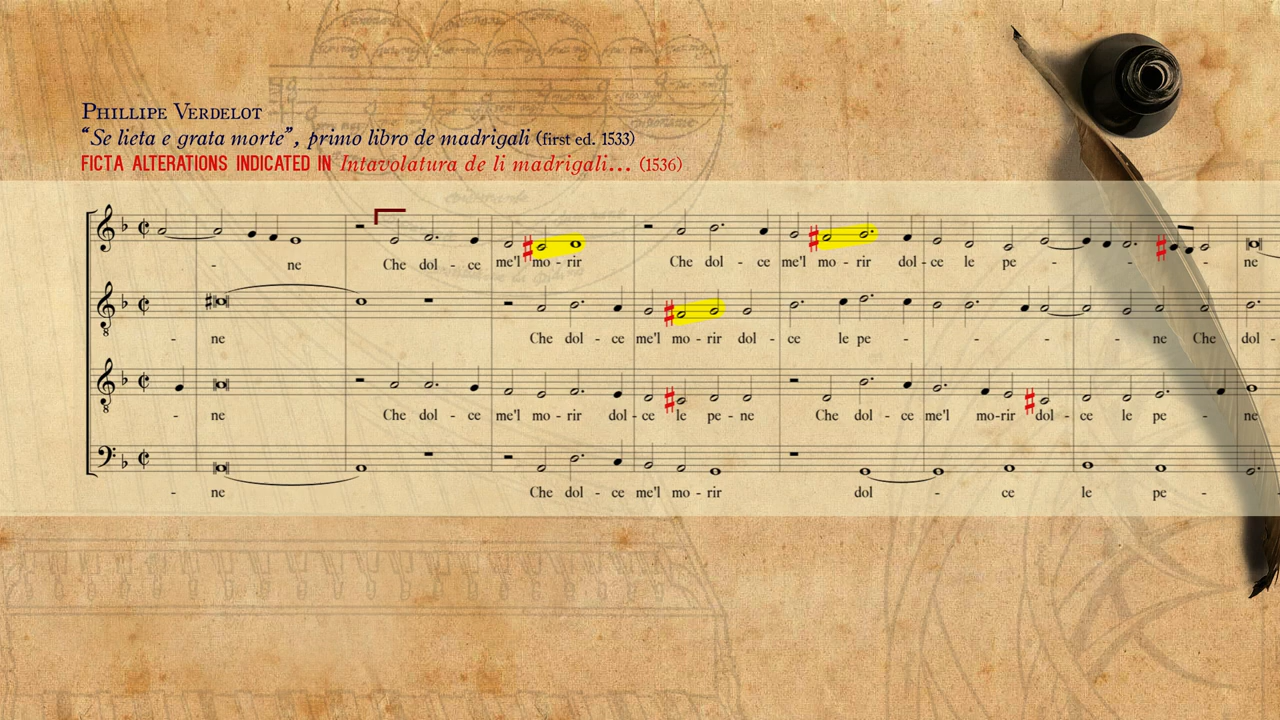 PHILLIPE VERDELOT
“Se lieta e grata morte”, primo libro de madrigali (first ed. 1533)
FICTA ALTERATIONS INDICATED IN Intavolatura de li madrigali... (1536)
- ne Che dol - ce me'l mo - rir Che dol - ce me'l mo - rir dol - ce le pe - - - ne
- ne Che dol - ce me'l mo - rir dol - ce le pe - - - - - ne Che dol -
- ne Che dol - ce me'l mo - rir dol - ce le pe - ne Che dol - ce me'l mo-rir dol - ce le pe - ne
- ne Che dol - ce me'l mo - rir dol - ce le pe -